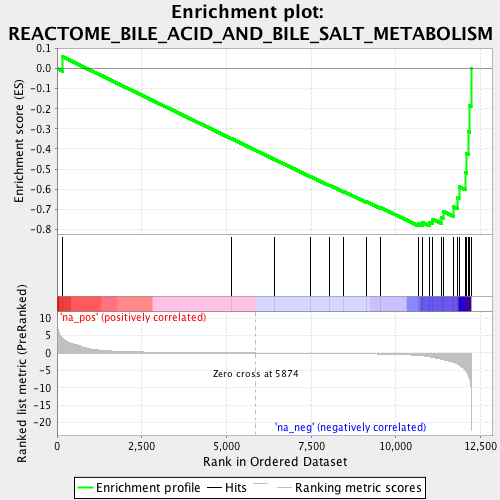 Enrichment plot:
REACTOME_BILE_ACID_AND_BILE_SALT_METABOLISM
Enrichment score (ES)
0.1
0.0
-0.1
-0.2
-0.3
-0.4
-0.5
-0.6
-0.7
-0.8
'na_pos' (positively correlated)
Ranked list metric (PreRanked)
10
5
0
-5
-10
-15
-20
Zero cross at 5874
'na_neg' (negatively correlated)
0
2,500
5,000
7,500
10,000
12,500
Rank in Ordered Dataset
Enrichment profile
Hits
Ranking metric scores